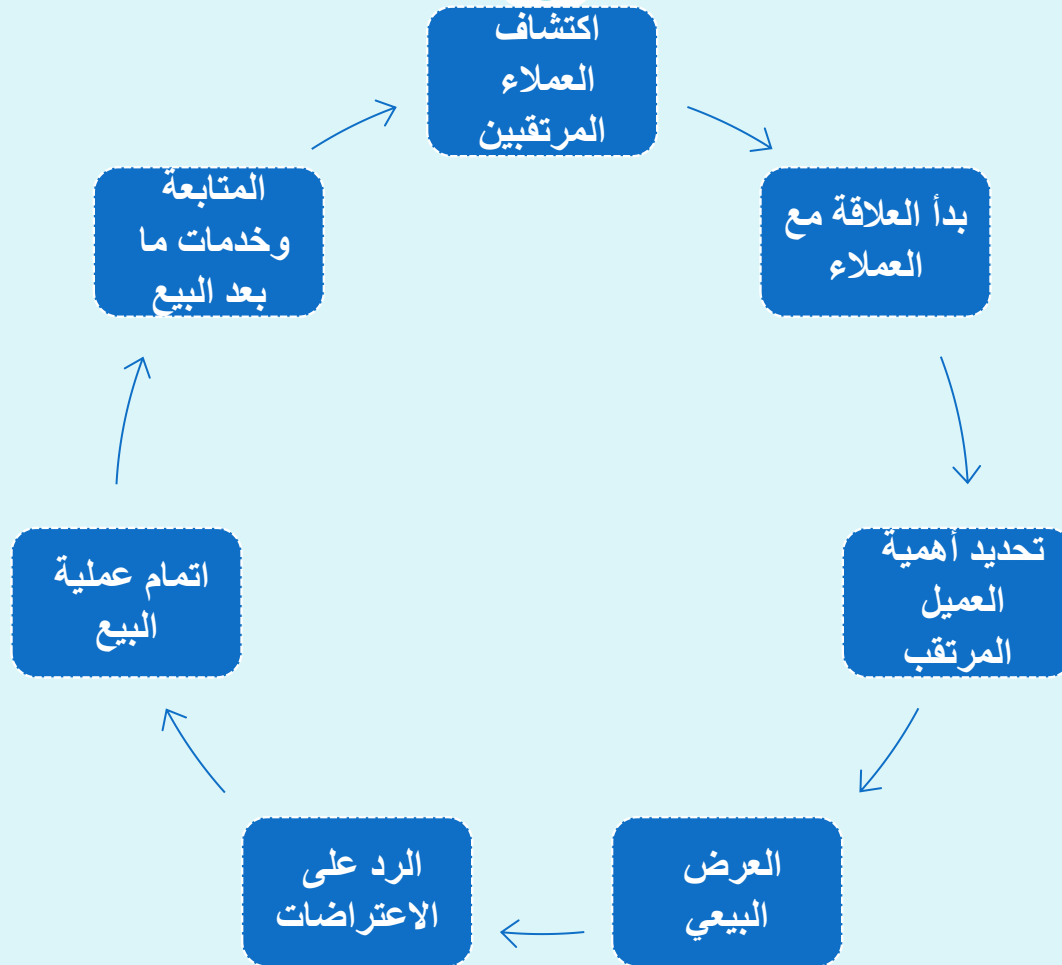 اكتشاف
العملاء
المرتقبين
بدأ العلاقة مع
العملاء
تحديد أهمية
العميل
المرتقب
العرض
البيعي
الرد على
الاعتراضات
اتمام عملية
البيع
المتابعة
وخدمات ما
بعد البيع